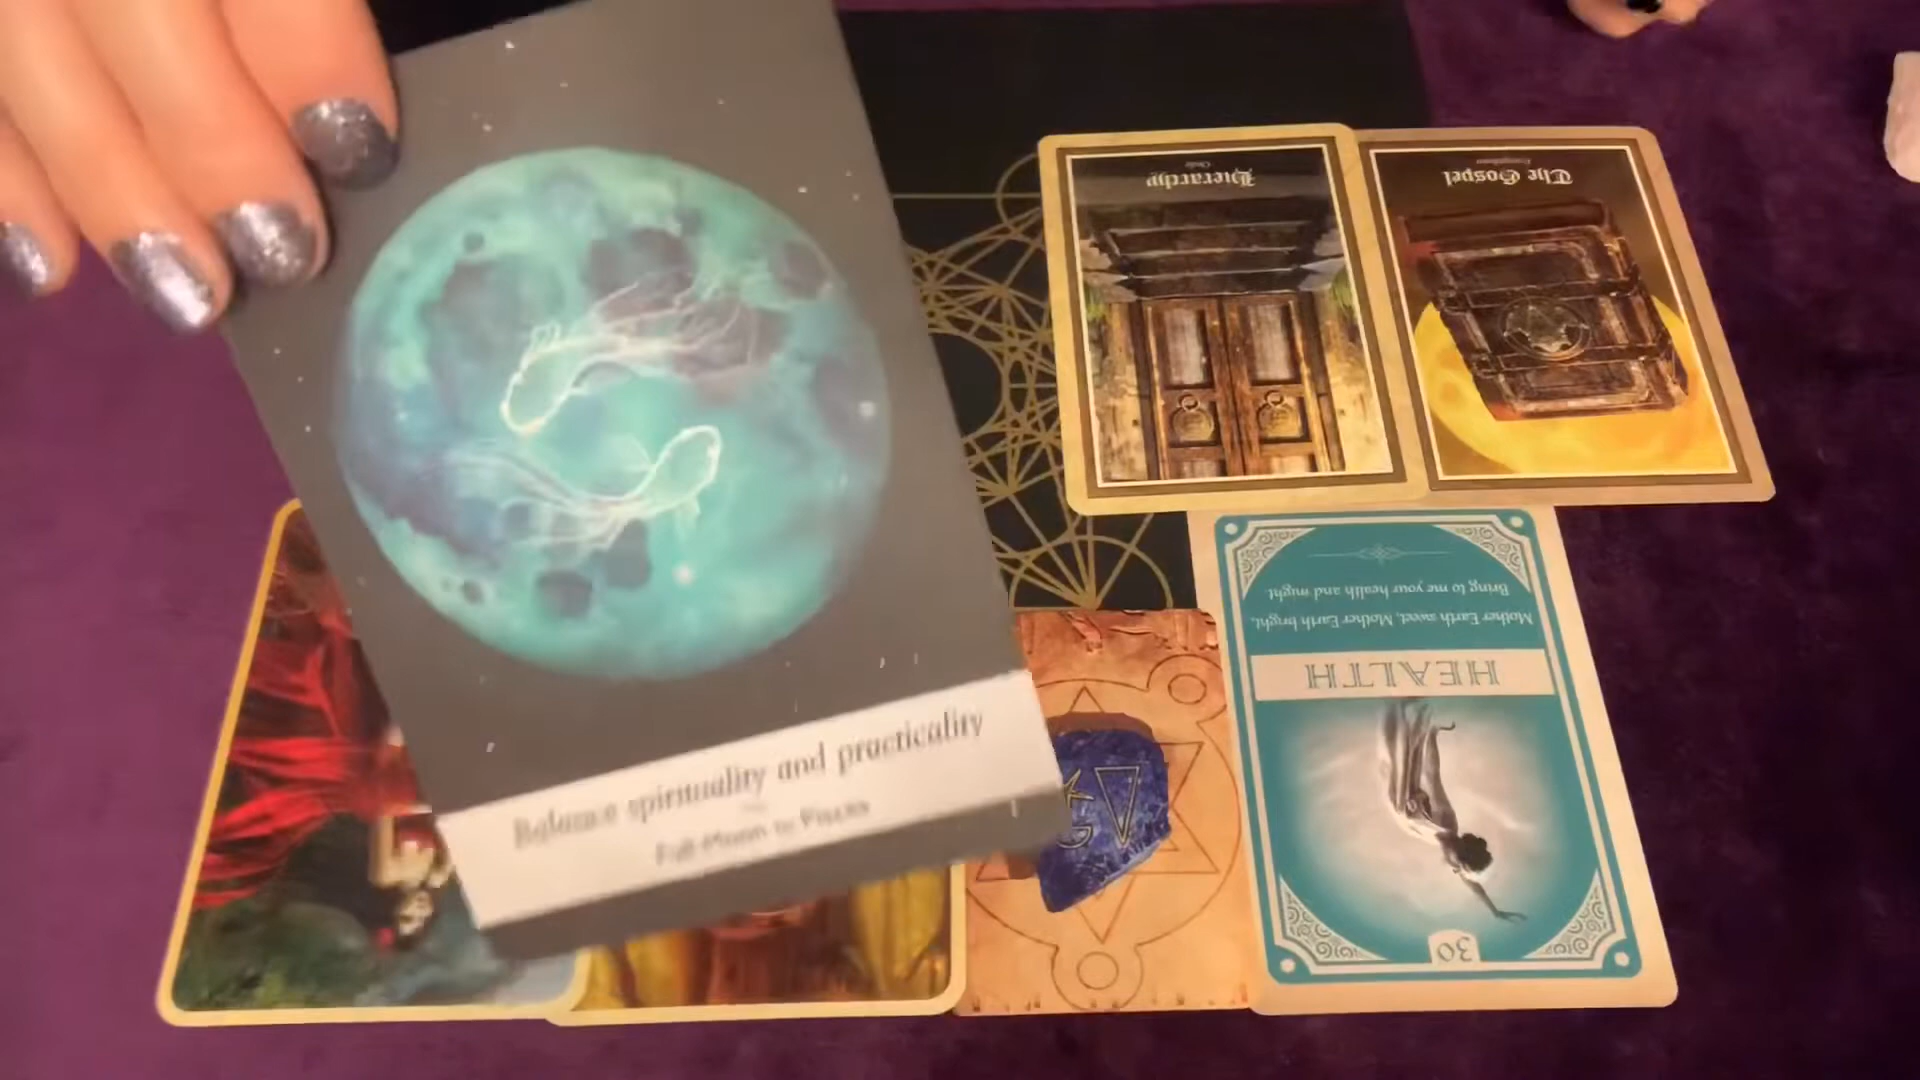 Hierarchy
Oracle
The Gospel
Balance spirituality and practicality
Full Moon in Pisces
Bring to me your health and might.
Mother Earth sweet, Mother Earth bright,
HEALTH
30